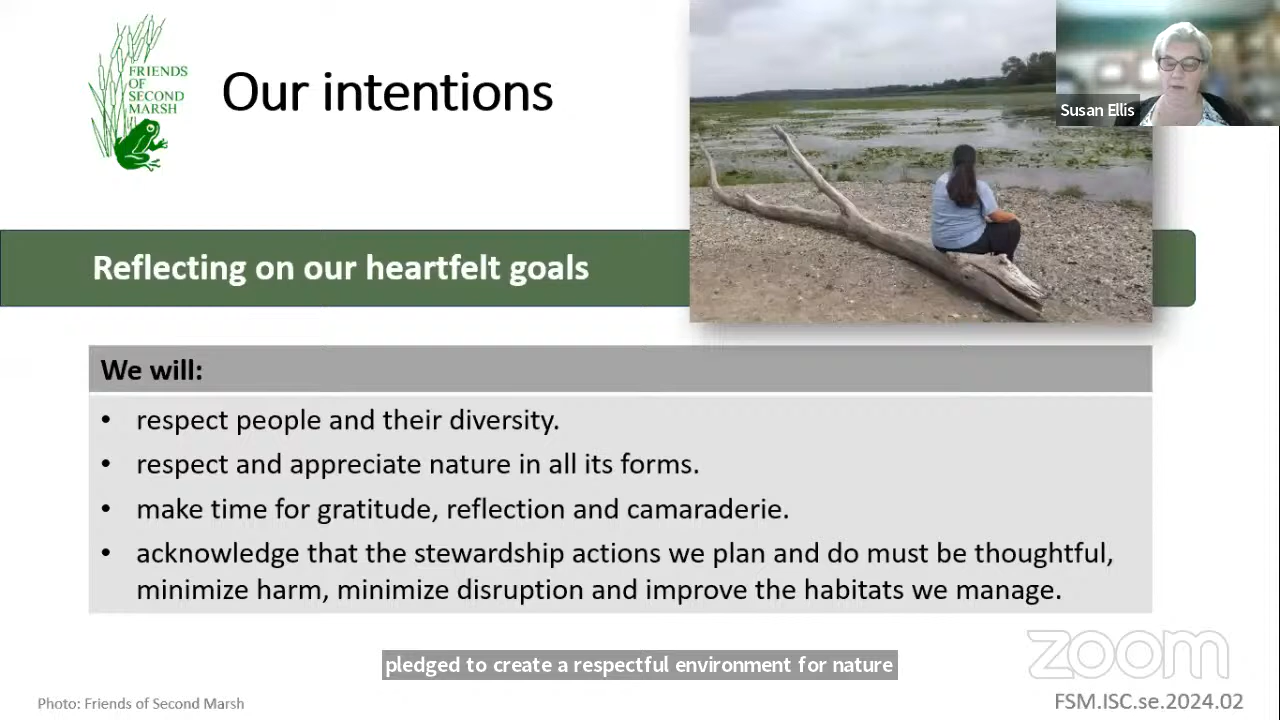 FRIENDS
OF
SECOND
MARSH
Our intentions
Susan Ellis
Reflecting on our heartfelt goals
We will:
• respect people and their diversity.
• respect and appreciate nature in all its forms.
• make time for gratitude, reflection and camaraderie.
• acknowledge that the stewardship actions we plan and do must be thoughtful,
minimize harm, minimize disruption and improve the habitats we manage.
pledged to create a respectful environment for nature
zoom
Photo: Friends of Second Marsh
FSM.ISC.se.2024.02